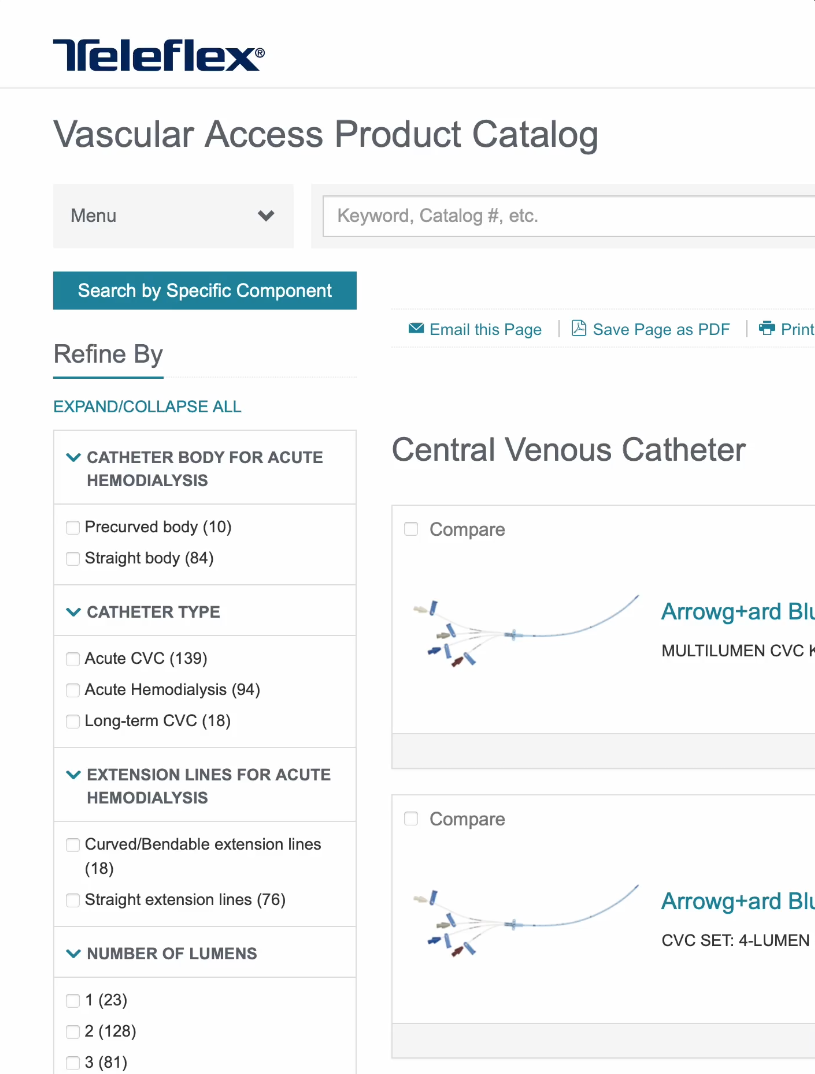 Teleflex®
Vascular Access Product Catalog
Menu
Keyword, Catalog #, etc.
Search by Specific Component
Email this Page
Save Page as PDF
Print
Refine By
EXPAND/COLLAPSE ALL
CATHETER BODY FOR ACUTE
HEMODIALYSIS
Precurved body (10)
Straight body (84)
CATHETER TYPE
Acute CVC (139)
Acute Hemodialysis (94)
Long-term CVC (18)
EXTENSION LINES FOR ACUTE
HEMODIALYSIS
Curved/Bendable extension lines
(18)
Straight extension lines (76)
NUMBER OF LUMENS
1 (23)
2 (128)
3 (81)
Central Venous Catheter
Compare
Arrowg+ard Blu
MULTILUMEN CVC K
Compare
Arrowg+ard Blu
CVC SET: 4-LUMEN